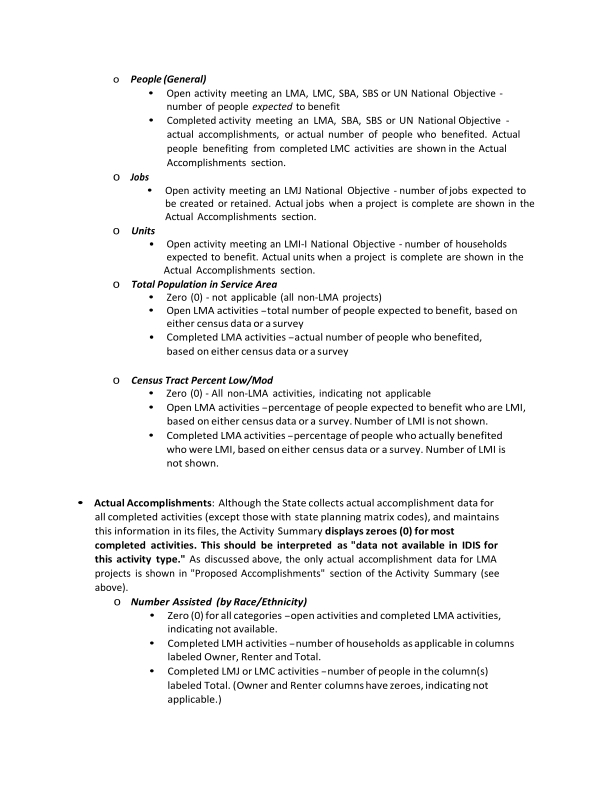 o People (General)
• Open activity meeting an LMA, LMC, SBA, SBS or UN National Objective -
number of people expected to benefit
• Completed activity meeting an LMA, SBA, SBS or UN National Objective -
actual accomplishments, or actual number of people who benefited. Actual
people benefiting from completed LMC activities are shown in the Actual
Accomplishments section.
o Jobs
• Open activity meeting an LMJ National Objective - number of jobs expected to
be created or retained. Actual jobs when a project is complete are shown in the
Actual Accomplishments section.
o Units
• Open activity meeting an LMI-I National Objective - number of households
expected to benefit. Actual units when a project is complete are shown in the
Actual Accomplishments section.
o Total Population in Service Area
• Zero (0) - not applicable (all non-LMA projects)
• Open LMA activities –total number of people expected to benefit, based on
either census data or a survey
• Completed LMA activities –actual number of people who benefited,
based on either census data or a survey
o Census Tract Percent Low/Mod
• Zero (0) - All non-LMA activities, indicating not applicable
• Open LMA activities –percentage of people expected to benefit who are LMI,
based on either census data or a survey. Number of LMI is not shown.
• Completed LMA activities –percentage of people who actually benefited
who were LMI, based on either census data or a survey. Number of LMI is
not shown.
• Actual Accomplishments: Although the State collects actual accomplishment data for
all completed activities (except those with state planning matrix codes), and maintains
this information in its files, the Activity Summary displays zeroes (0) for most
completed activities. This should be interpreted as "data not available in IDIS for
this activity type." As discussed above, the only actual accomplishment data for LMA
projects is shown in "Proposed Accomplishments" section of the Activity Summary (see
above).
o Number Assisted (by Race/Ethnicity)
• Zero (0) for all categories –open activities and completed LMA activities,
indicating not available.
• Completed LMH activities –number of households as applicable in columns
labeled Owner, Renter and Total.
• Completed LMJ or LMC activities –number of people in the column(s)
labeled Total. (Owner and Renter columns have zeroes, indicating not
applicable.)